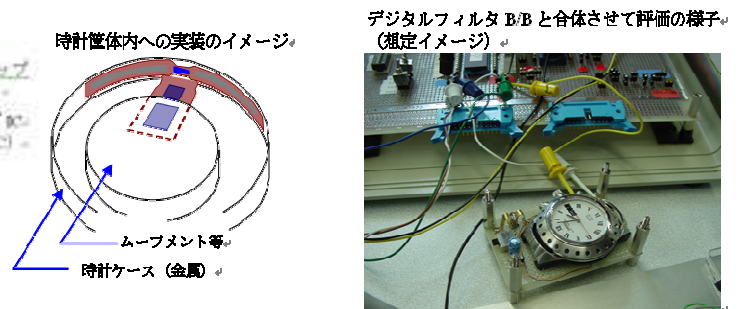 時計筐体内への実装のイメージ
ムーブメント等
時計ケース（金属）
デジタルフィルタ B/B と合体させて評価の様子
（想定イメージ）